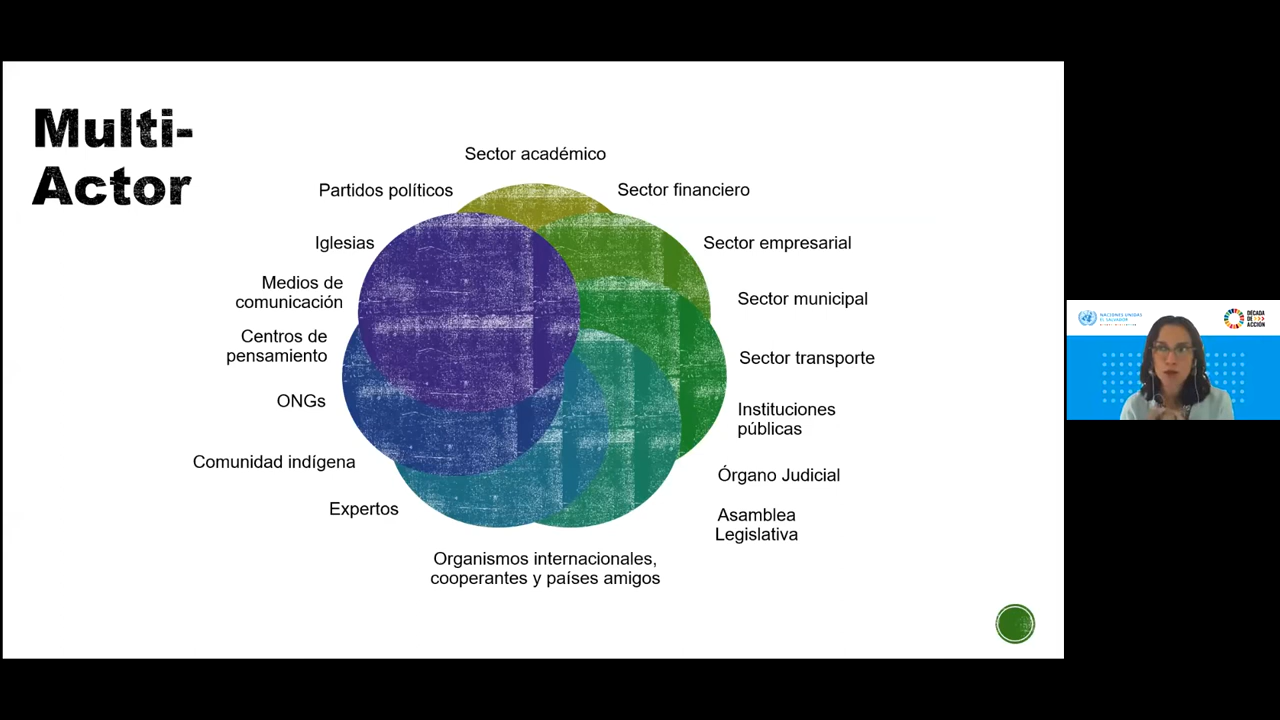 Multi-
Actor
Sector académico
Partidos políticos
Sector financiero
Iglesias
Sector empresarial
Medios de
comunicación
Sector municipal
Centros de
pensamiento
Sector transporte
ONGs
Instituciones
públicas
Comunidad indígena
Órgano Judicial
Expertos
Asamblea
Legislativa
Organismos internacionales,
cooperantes y países amigos
NACIONES UNIDAS
EL SALVADOR
DÉCADA
DE
ACCIÓN